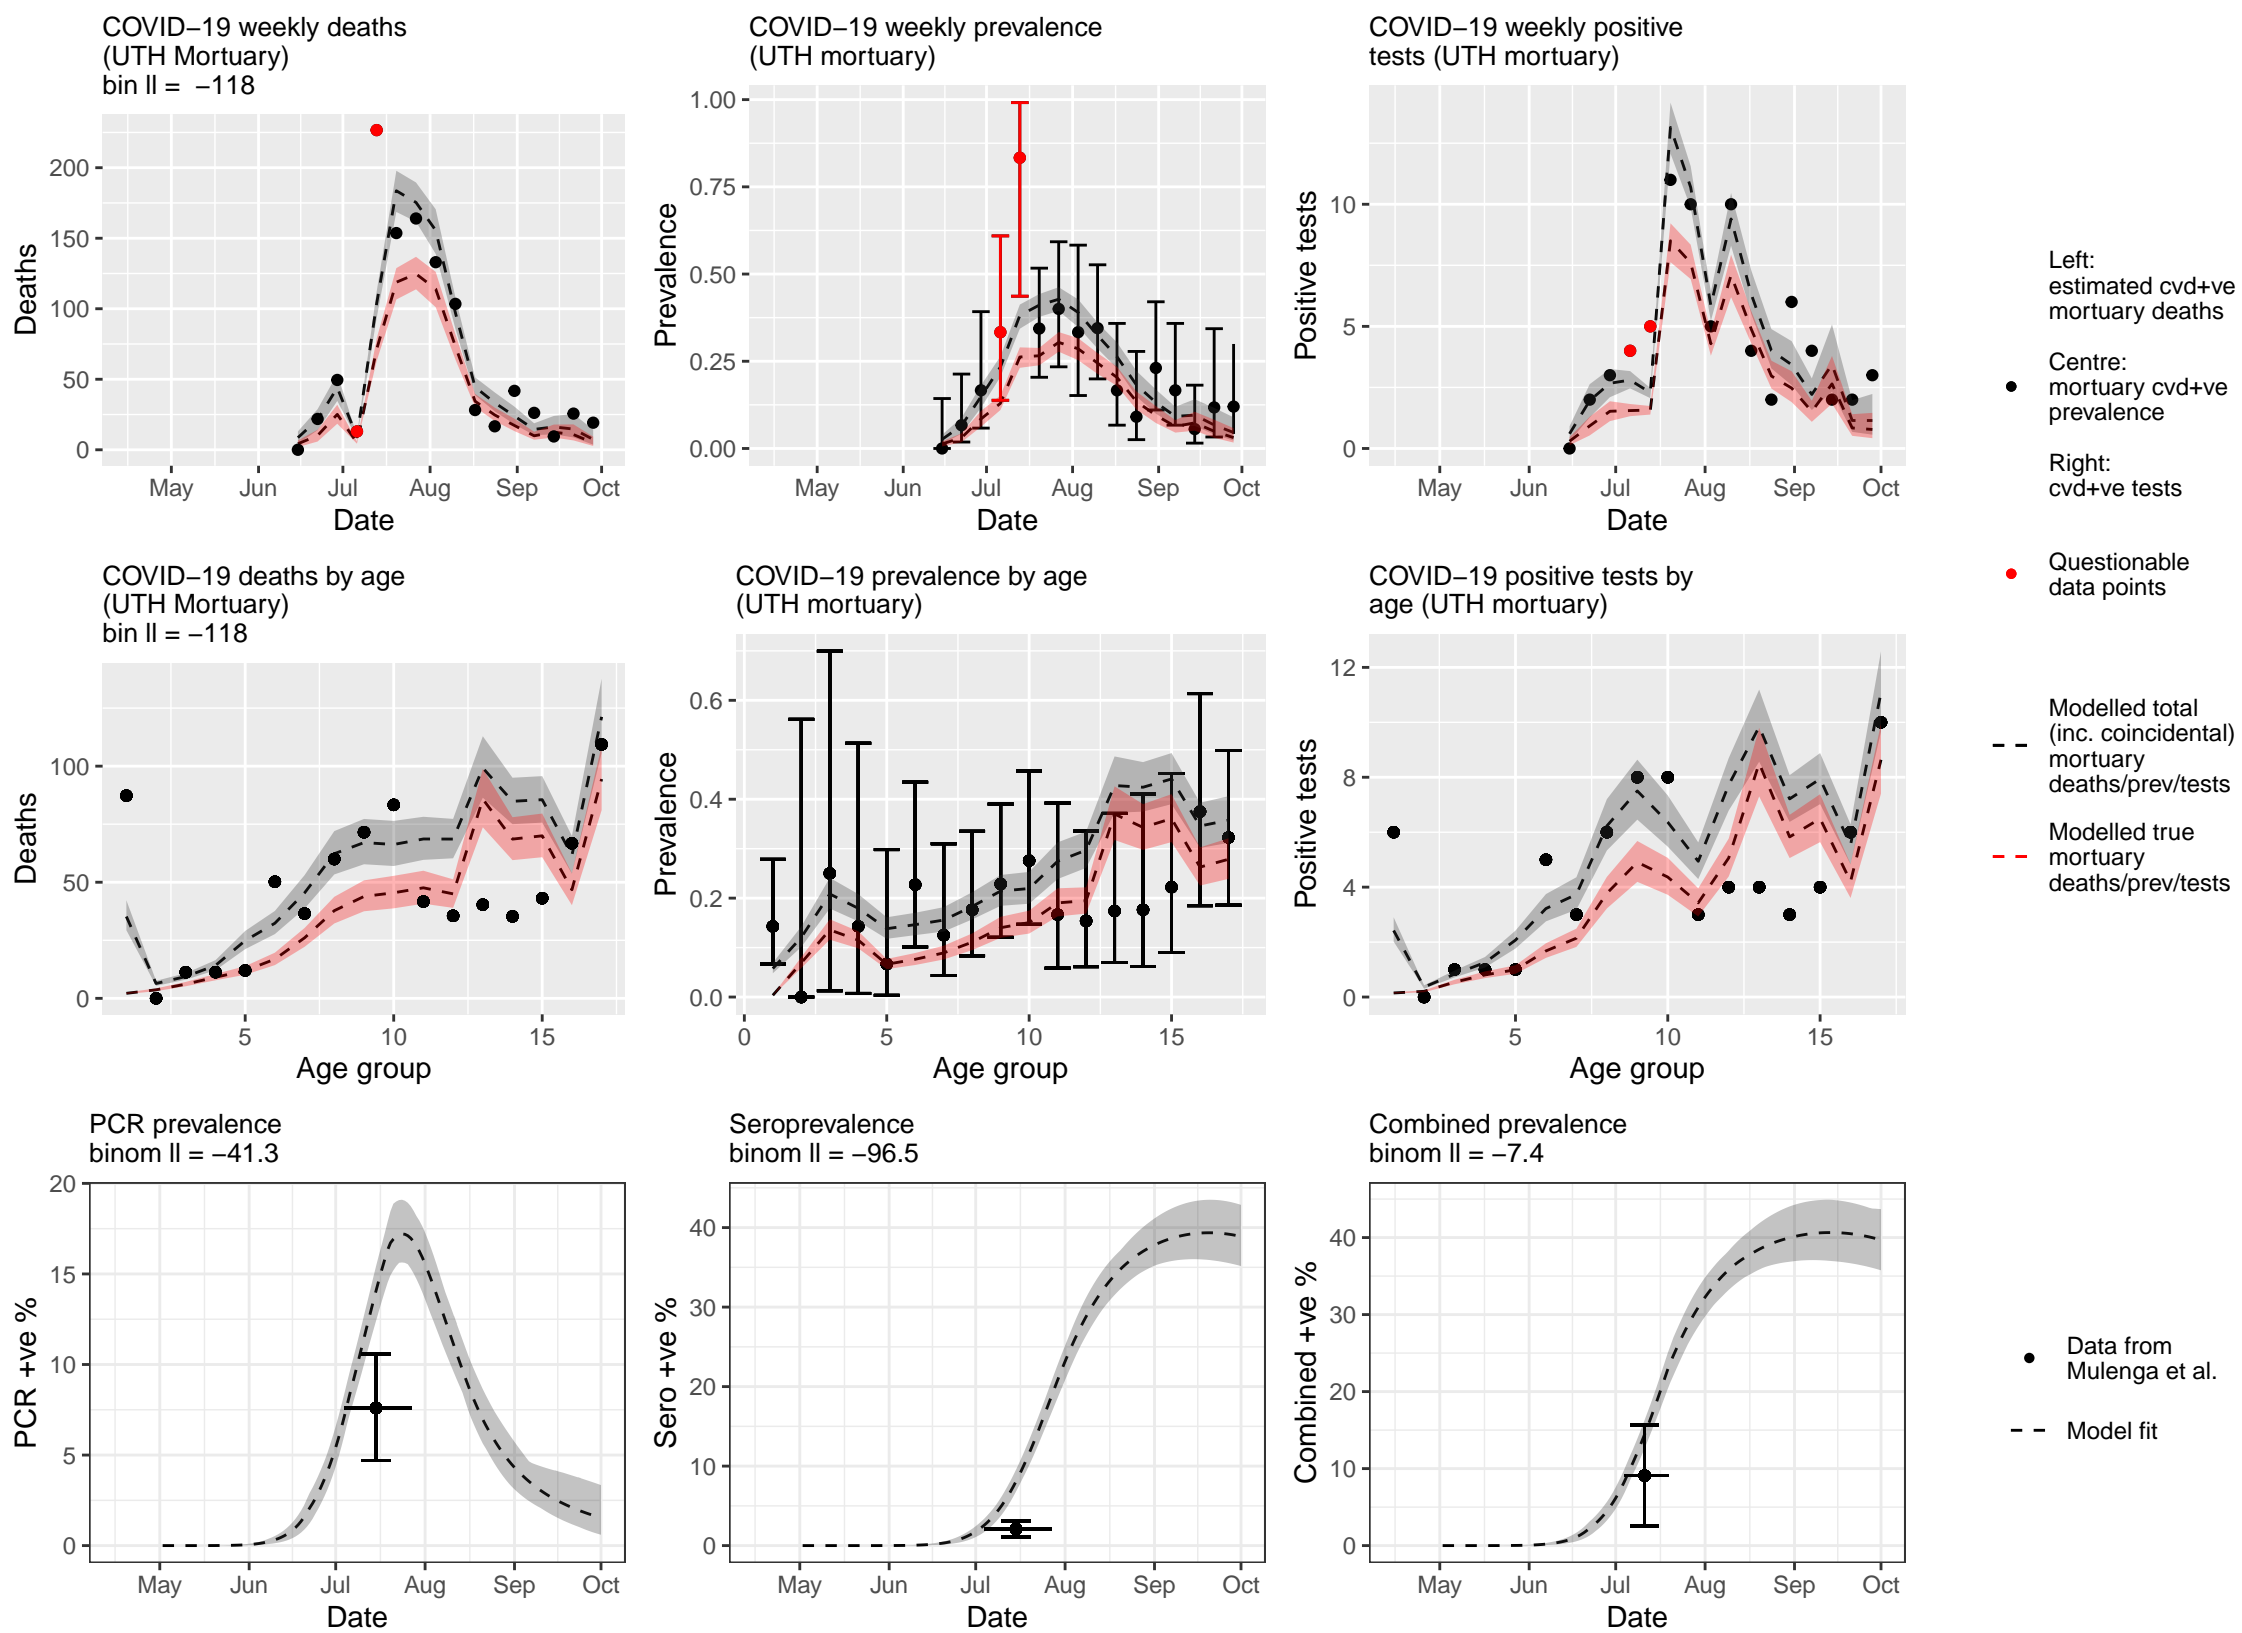 COVID−19 weekly deaths
(UTH Mortuary)
bin ll =  −118
200
150
100
50
0
Deaths
May
Jun
Jul
Aug
Sep
Oct
Date
COVID−19 weekly prevalence
(UTH mortuary)
1.00
0.75
0.50
0.25
0.00
Prevalence
May
Jun
Jul
Aug
Sep
Oct
Date
COVID−19 weekly positive
tests (UTH mortuary)
10
5
0
Positive tests
May
Jun
Jul
Aug
Sep
Oct
Date
Left:
estimated cvd+ve
mortuary deaths
Centre:
mortuary cvd+ve
prevalence
Right:
cvd+ve tests
Questionable
data points
Modelled total
(inc. coincidental)
mortuary
deaths/prev/tests
Modelled true
mortuary
deaths/prev/tests
COVID−19 deaths by age
(UTH Mortuary)
bin ll = −118
100
50
0
Deaths
5
10
15
Age group
COVID−19 prevalence by age
(UTH mortuary)
0.6
0.4
0.2
0.0
Prevalence
0
5
10
15
Age group
COVID−19 positive tests by
age (UTH mortuary)
12
8
4
0
Positive tests
5
10
15
Age group
PCR prevalence
binom ll = −41.3
20
15
10
5
0
PCR +ve %
May
Jun
Jul
Aug
Sep
Oct
Date
Seroprevalence
binom ll = −96.5
40
30
20
10
0
Sero +ve %
May
Jun
Jul
Aug
Sep
Oct
Date
Combined prevalence
binom ll = −7.4
40
30
20
10
0
Combined +ve %
May
Jun
Jul
Aug
Sep
Oct
Date
Data from
Mulenga et al.
Model fit